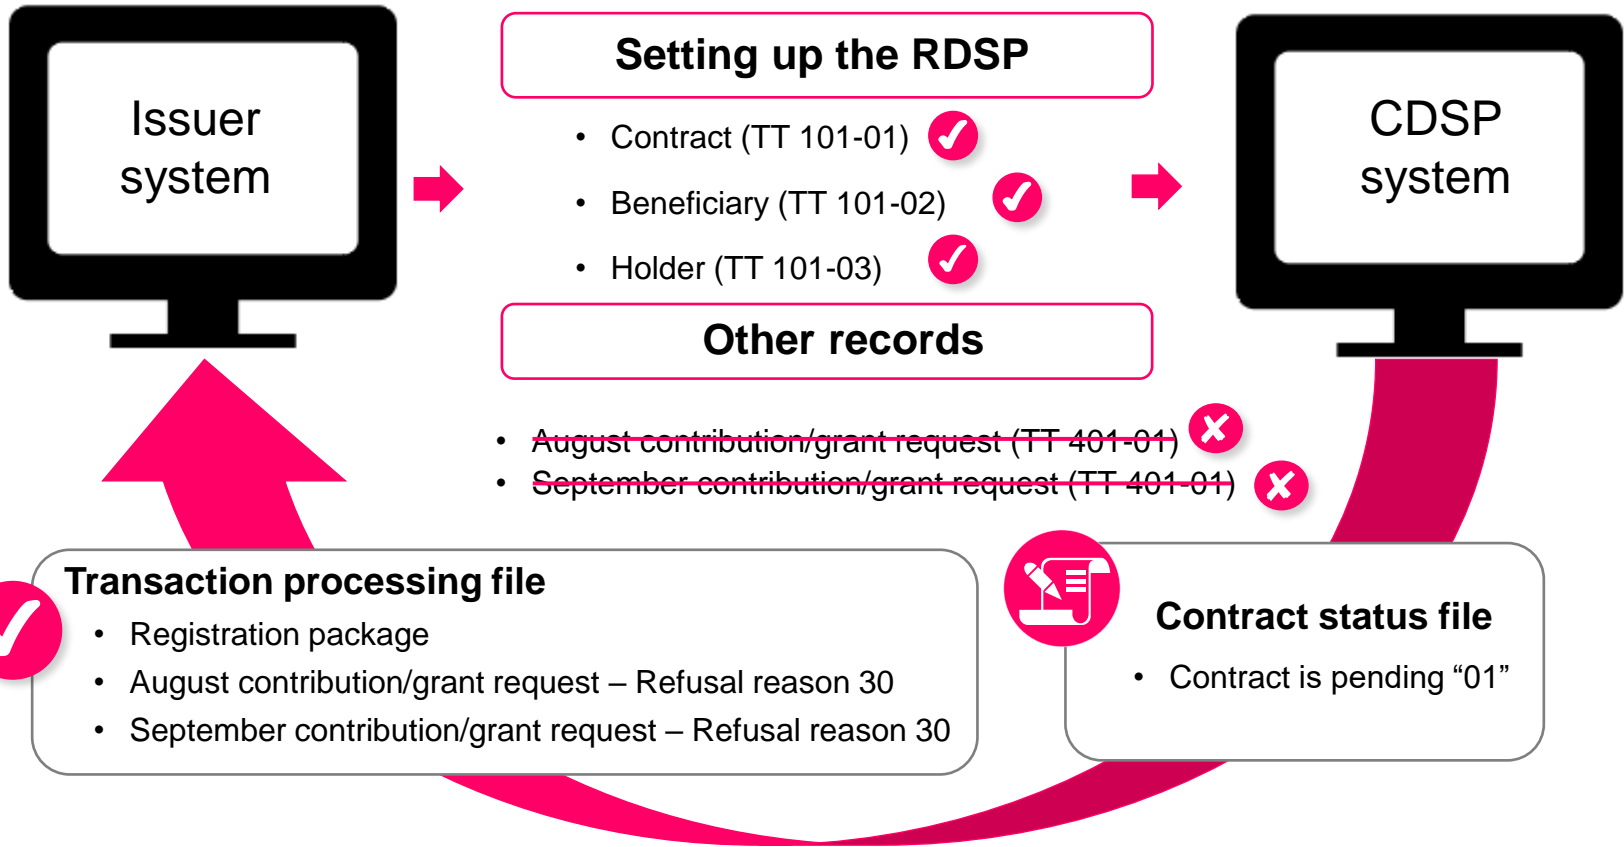 Issuer
system
Setting up the RDSP
• Contract (TT 101-01)
• Beneficiary (TT 101-02)
• Holder (TT 101-03)
CDSP
system
Other records
• August contribution/grant request (TT 401-01)
• September contribution/grant request (TT 401-01)
Transaction processing file
• Registration package
• August contribution/grant request – Refusal reason 30
• September contribution/grant request – Refusal reason 30
Contract status file
• Contract is pending “01”